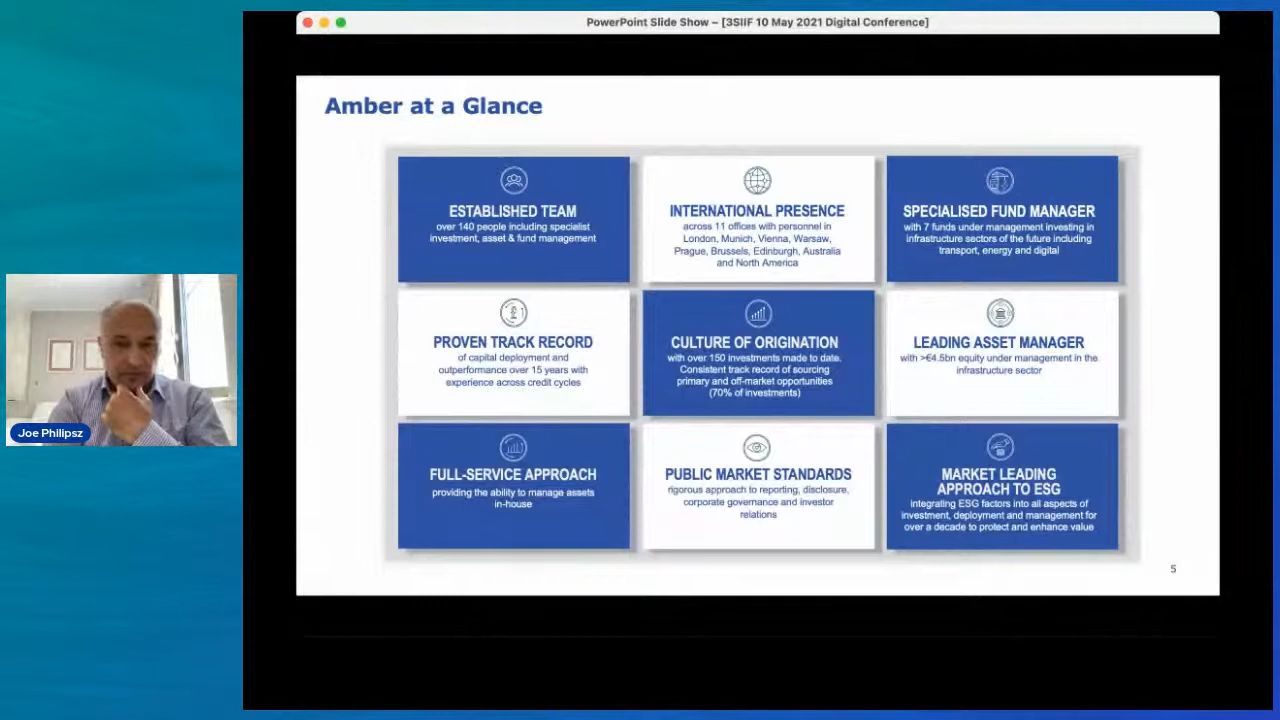 PowerPoint Slide Show – [3SIIF 10 May 2021 Digital Conference]
Amber at a Glance
ESTABLISHED TEAM
over 140 people including specialist
investment, asset & fund management
INTERNATIONAL PRESENCE
across 11 offices with personnel in
London, Munich, Vienna, Warsaw,
Prague, Brussels, Edinburgh, Australia
and North America
SPECIALISED FUND MANAGER
with 7 funds under management investing in
infrastructure sectors of the future including
transport, energy and digital
PROVEN TRACK RECORD
of capital deployment and
outperformance over 15 years with
experience across credit cycles
CULTURE OF ORIGINATION
with over 150 investments made to date.
Consistent track record of sourcing
primary and off-market opportunities
(70% of investments)
LEADING ASSET MANAGER
with >€4.5bn equity under management in the
infrastructure sector
FULL-SERVICE APPROACH
providing the ability to manage assets
in-house
PUBLIC MARKET STANDARDS
rigorous approach to reporting, disclosure,
corporate governance and investor
relations
MARKET LEADING
APPROACH TO ESG
integrating ESG factors into all aspects of
investment, deployment and management for
over a decade to protect and enhance value
5
Joe Philipsz